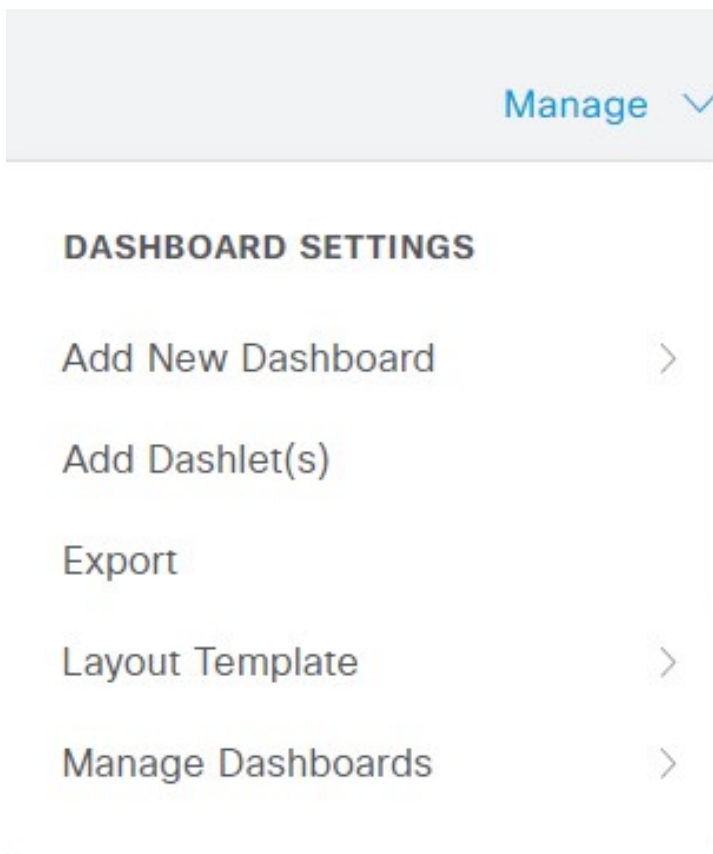 Manage
DASHBOARD SETTINGS
Add New Dashboard
Add Dashlet(s)
Export
Layout Template
Manage Dashboards